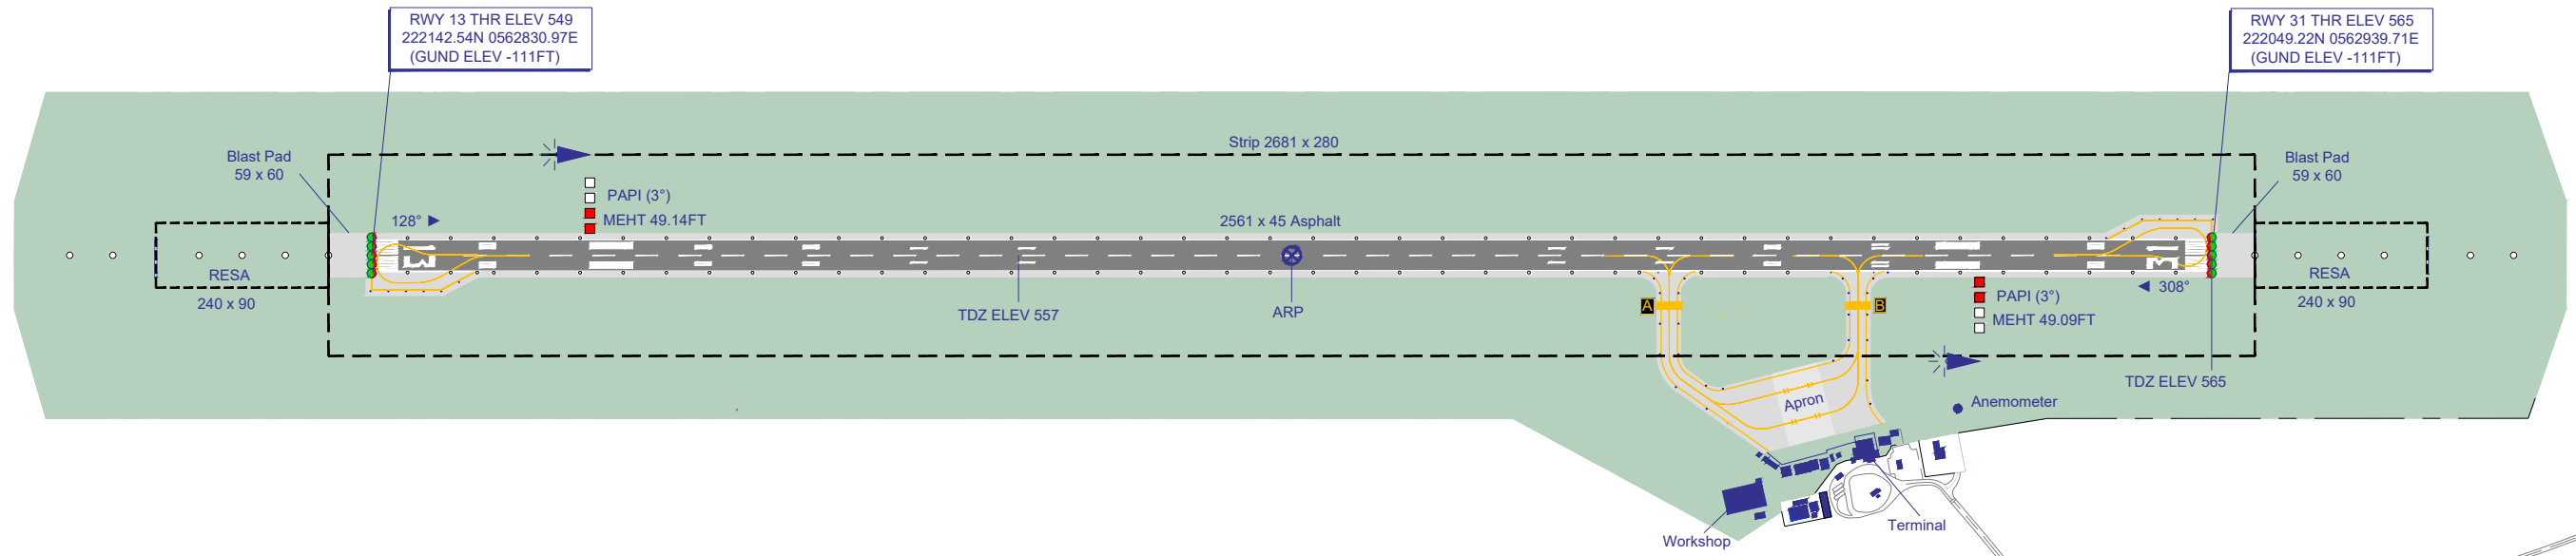 RWY 13 THR ELEV 549
222142.54N 0562830.97E
(GUND ELEV -111FT)
RWY 31 THR ELEV 565
222049.22N 0562939.71E
(GUND ELEV -111FT)
Strip 2681 x 280
Blast Pad
59 x 60
Blast Pad
59 x 60
PAPI (3°)
MEHT 49.14FT
128°
2561 x 45 Asphalt
RESA
240 x 90
13
31
RESA
240 x 90
308°
PAPI (3°)
MEHT 49.09FT
A
B
TDZ ELEV 557
ARP
TDZ ELEV 565
Apron
Anemometer
Terminal
Workshop